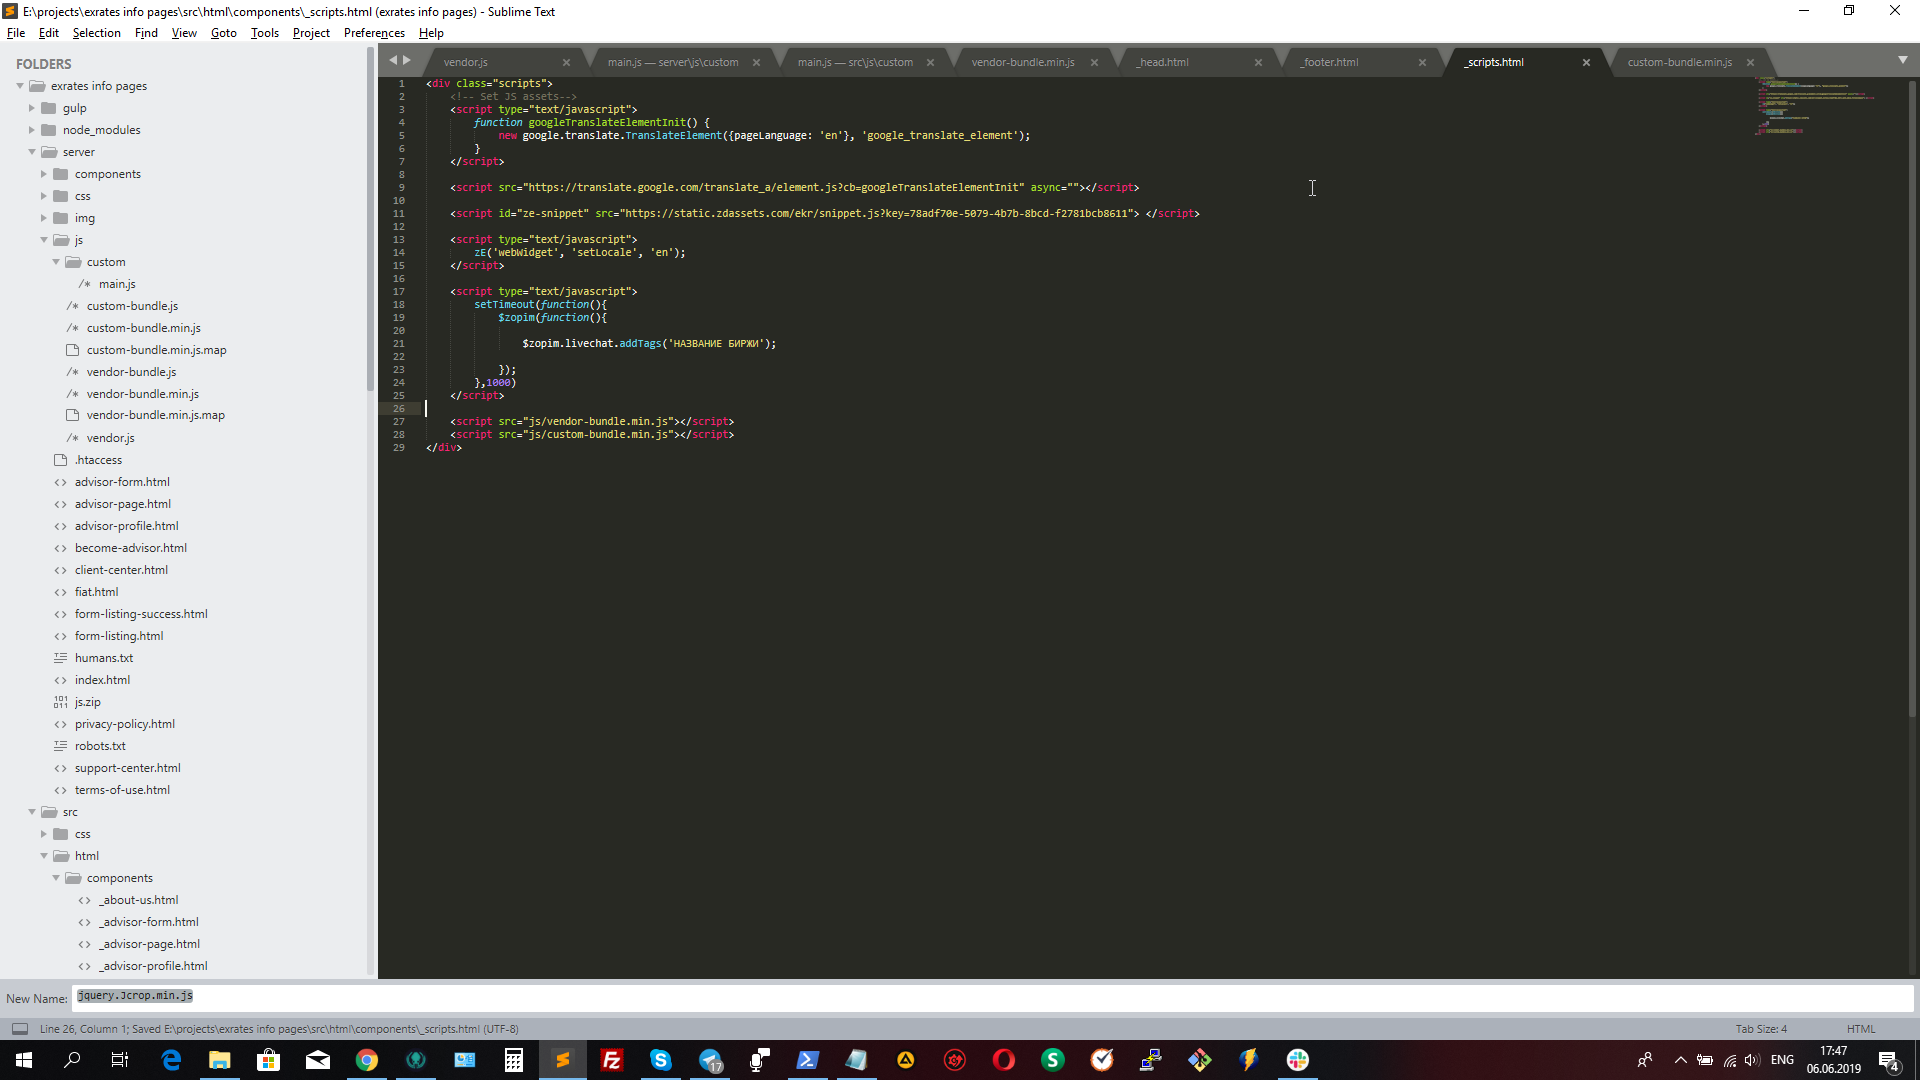 E:\projects\exrates info pages\src\html\components\_scripts.html (exrates info pages) - Sublime Text
File Edit Selection Find View Goto Tools Project Preferences Help
FOLDERS
exrates info pages
gulp
node_modules
server
components
css
img
js
custom
main.js
custom-bundle.js
custom-bundle.min.js
custom-bundle.min.js.map
vendor-bundle.js
vendor-bundle.min.js
vendor-bundle.min.js.map
vendor.js
.htaccess
advisor-form.html
advisor-page.html
advisor-profile.html
become-advisor.html
client-center.html
fiat.html
form-listing-success.html
form-listing.html
humans.txt
index.html
js.zip
privacy-policy.html
robots.txt
support-center.html
terms-of-use.html
src
css
html
components
_about-us.html
_advisor-form.html
_advisor-page.html
_advisor-profile.html
vendor.js main.js — server\js\custom main.js — src\js\custom vendor-bundle.min.js _head.html _footer.html _scripts.html custom-bundle.min.js
1 <div class="scripts">
2 <!-- Set JS assets-->
3 <script type="text/javascript">
4 function googleTranslateElementInit() {
5 new google.translate.TranslateElement({pageLanguage: 'en'}, 'google_translate_element');
6 }
7 </script>
8
9 <script src="https://translate.google.com/translate_a/element.js?cb=googleTranslateElementInit" async=""></script>
10
11 <script id="ze-snippet" src="https://static.zdassets.com/ekr/snippet.js?key=78adf70e-5079-4b7b-8bcd-f2781bcb8611"> </script>
12
13 <script type="text/javascript">
14 zE('webWidget', 'setLocale', 'en');
15 </script>
16
17 <script type="text/javascript">
18 setTimeout(function(){
19 $zopim(function(){
20
21 $zopim.livechat.addTags('НАЗВАНИЕ БИРЖИ');
22
23 });
24 },1000)
25 </script>
26
27 <script src="js/vendor-bundle.min.js"></script>
28 <script src="js/custom-bundle.min.js"></script>
29 </div>
New Name: jquery.Jcrop.min.js
Line 26, Column 1; Saved E:\projects\exrates info pages\src\html\components\_scripts.html (UTF-8) Tab Size: 4 HTML
17
ENG
17:47
06.06.2019
4